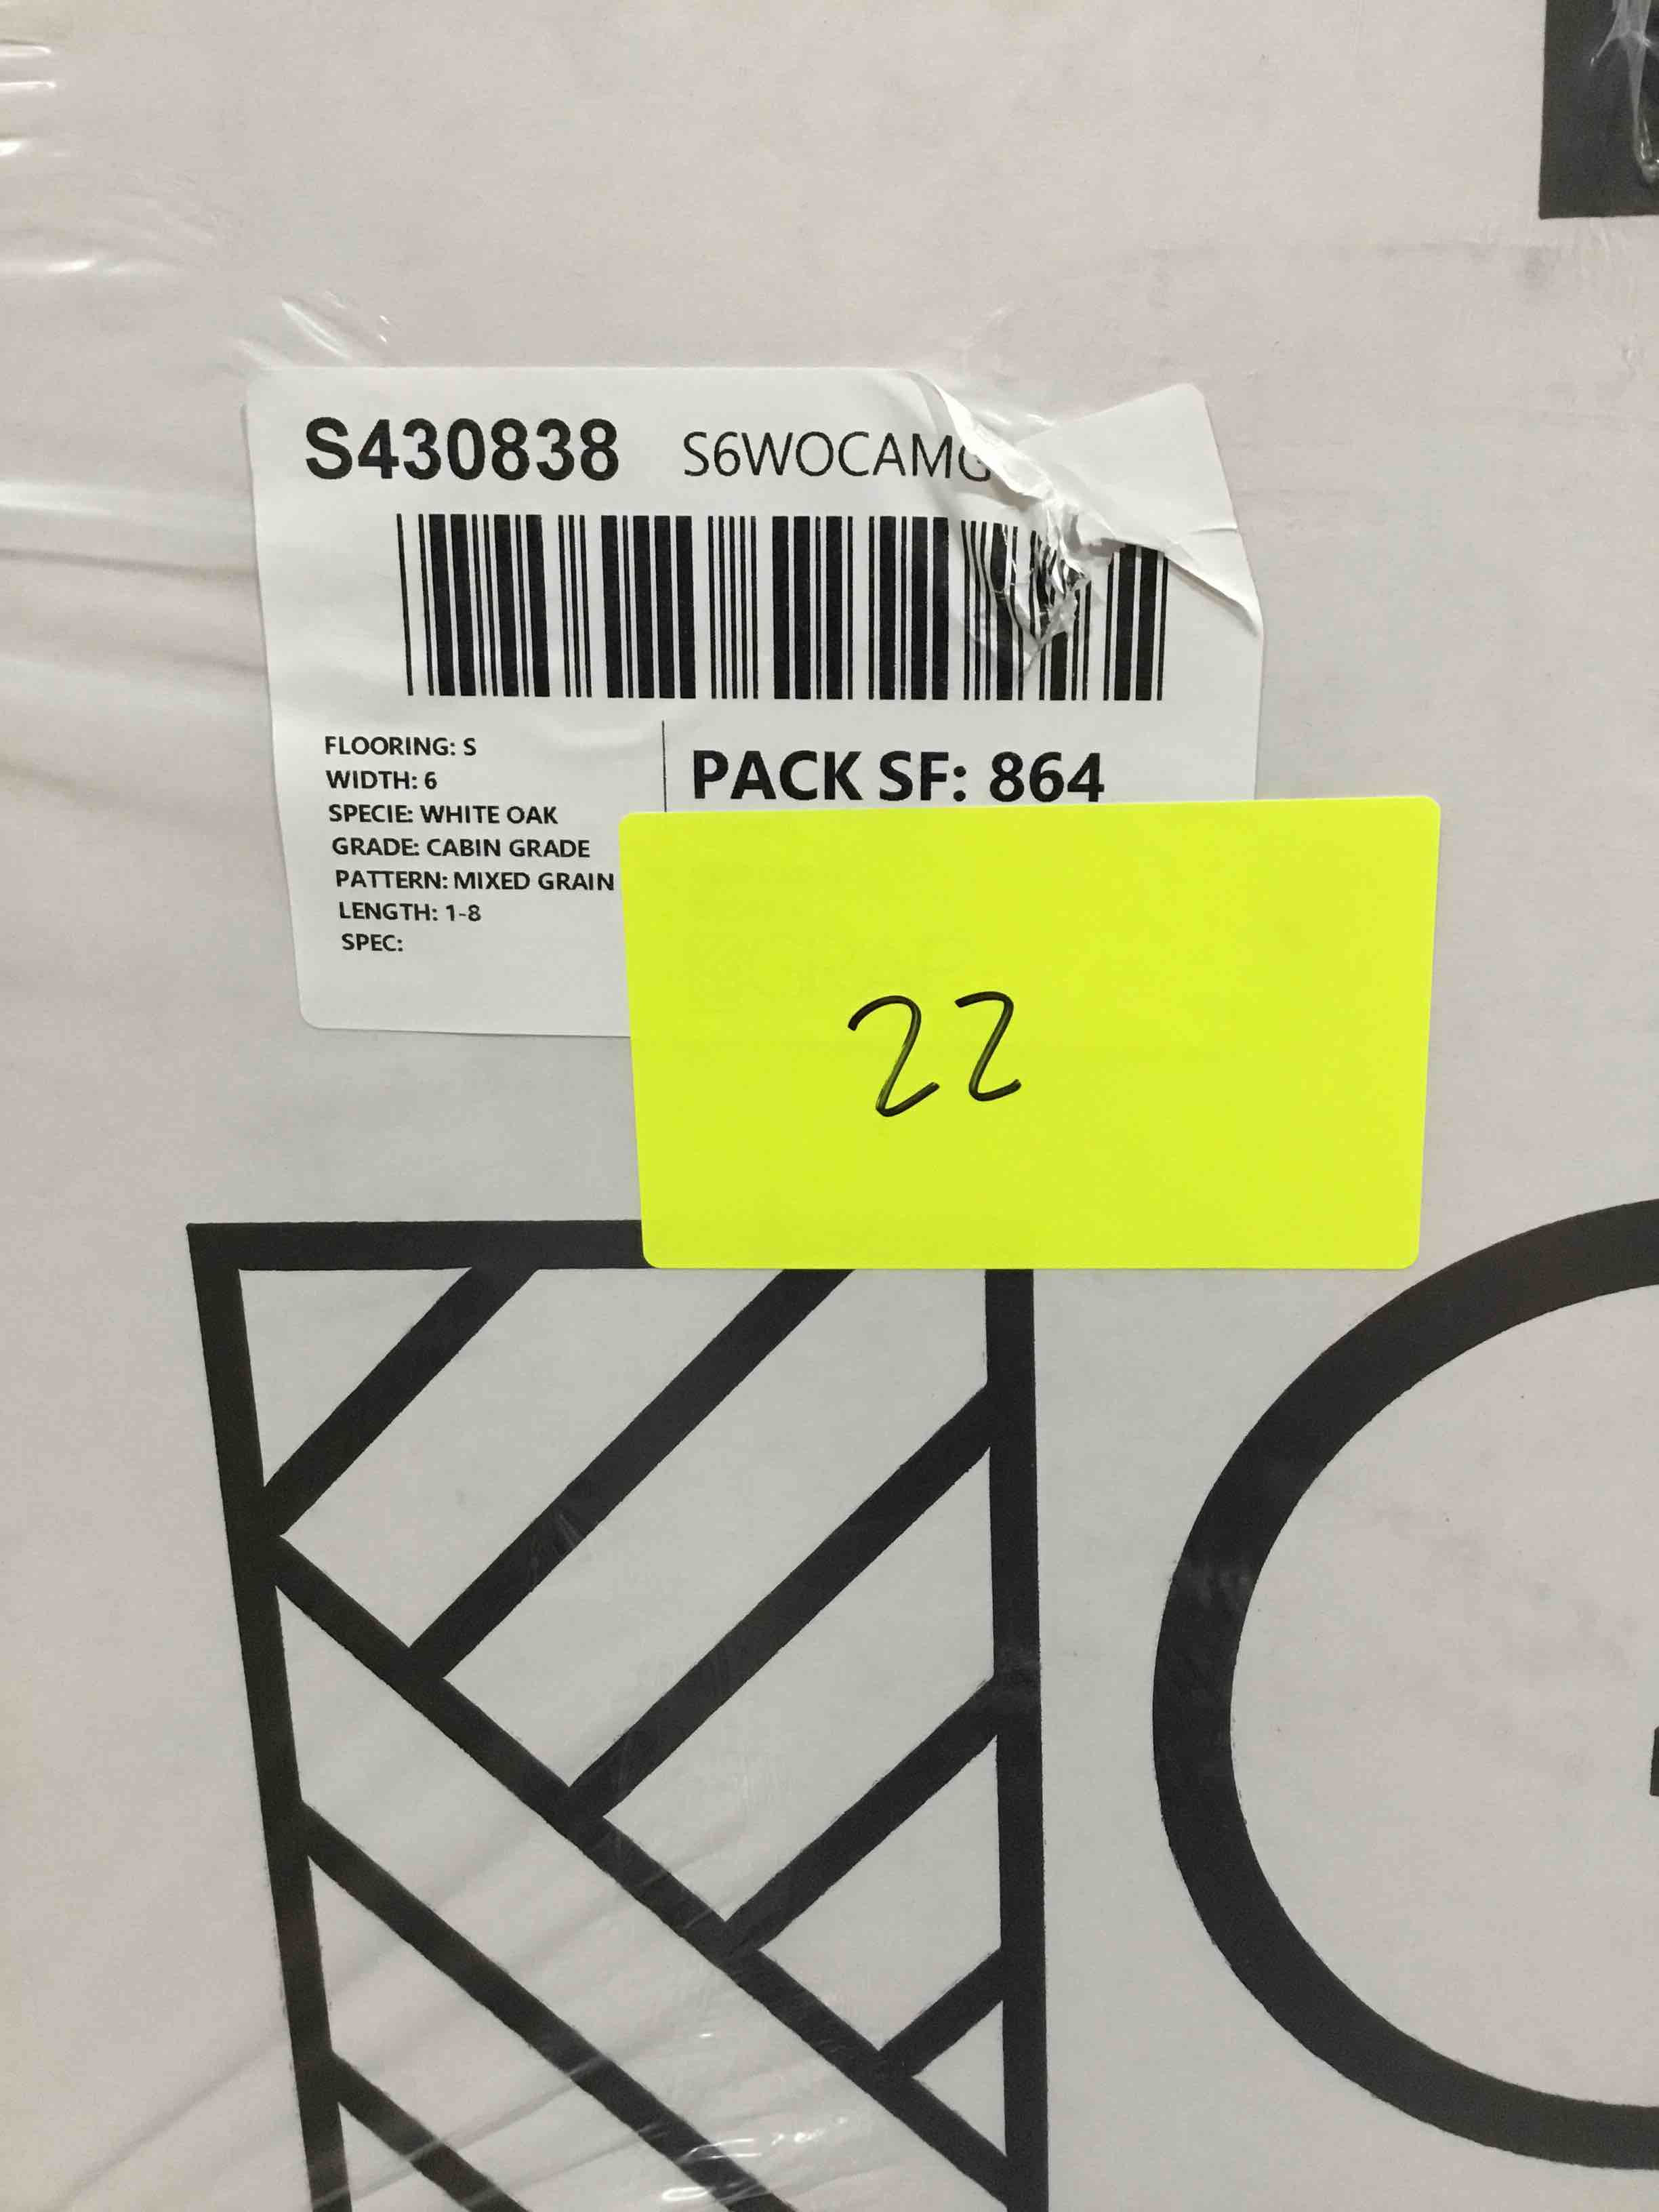 S430838 S6WOCAMG
FLOORING: S
WIDTH: 6
SPECIE: WHITE OAK
GRADE: CABIN GRADE
PATTERN: MIXED GRAIN
LENGTH: 1-8
SPEC:
PACK SF: 864
22